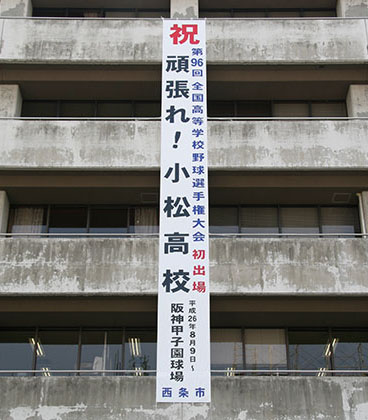 祝
第96回全国高等学校野球選手権大会 初出場
頑張れ！小松高校
平成26年8月9日～
阪神甲子園球場
西条市